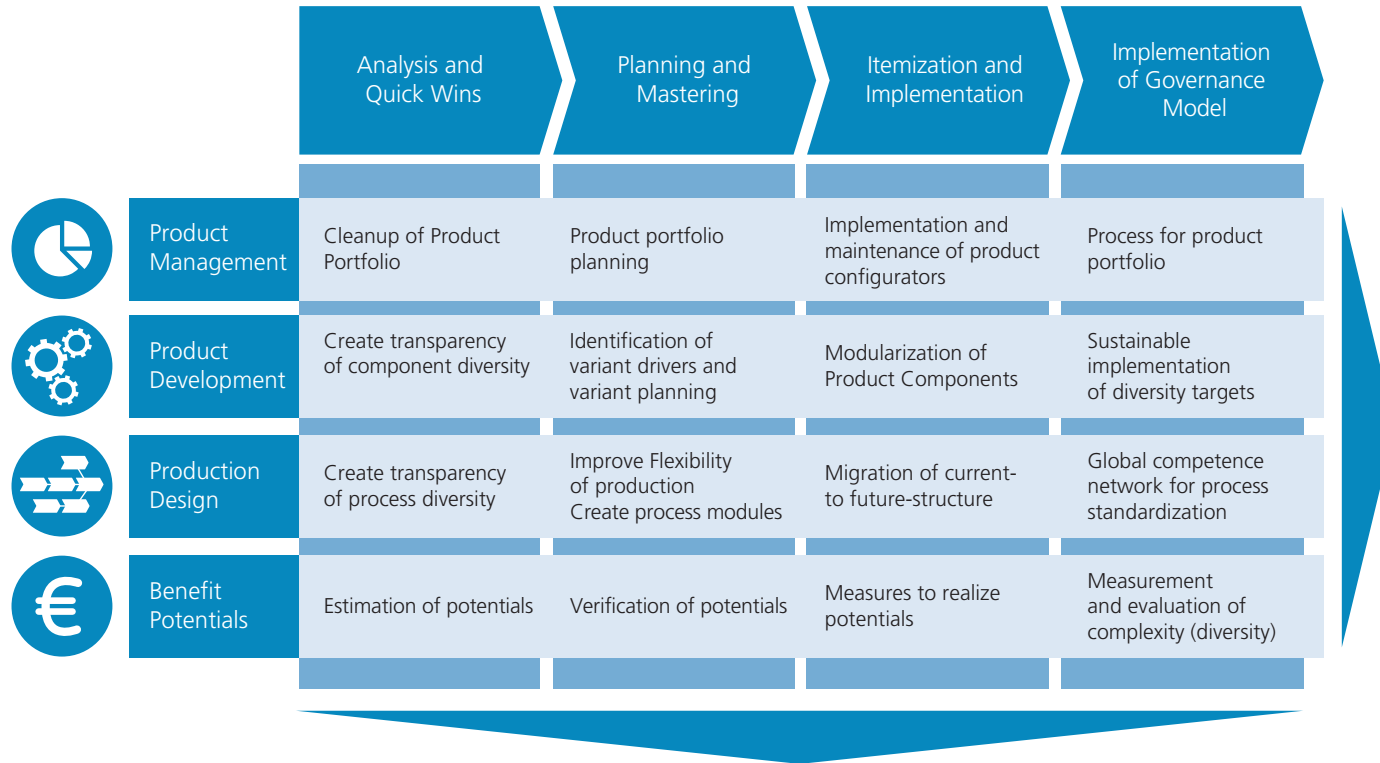 Analysis and
Quick Wins
Planning and
Mastering
Itemization and
Implementation
Implementation
of Governance
Model
Product
Management
Cleanup of Product
Portfolio
Product portfolio
planning
Implementation and
maintenance of product
configurators
Process for product
portfolio
Product
Development
Create transparency
of component diversity
Identification of
variant drivers and
variant planning
Modularization of
Product Components
Sustainable
implementation
of diversity targets
Production
Design
Create transparency
of process diversity
Improve Flexibility
of production
Create process modules
Migration of current-
to future-structure
Global competence
network for process
standardization
Benefit
Potentials
Estimation of potentials
Verification of potentials
Measures to realize
potentials
Measurement
and evaluation of
complexity (diversity)
€